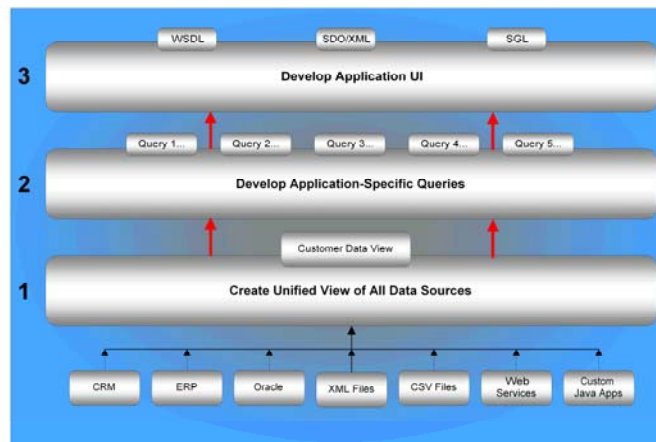 WSDL
SDO/XML
SGL
3
Develop Application UI
Query 1...
Query 2...
Query 3...
Query 4...
Query 5...
2
Develop Application-Specific Queries
Customer Data View
1
Create Unified View of All Data Sources
CRM
ERP
Oracle
XML Files
CSV Files
Web
Services
Custom
Java Apps